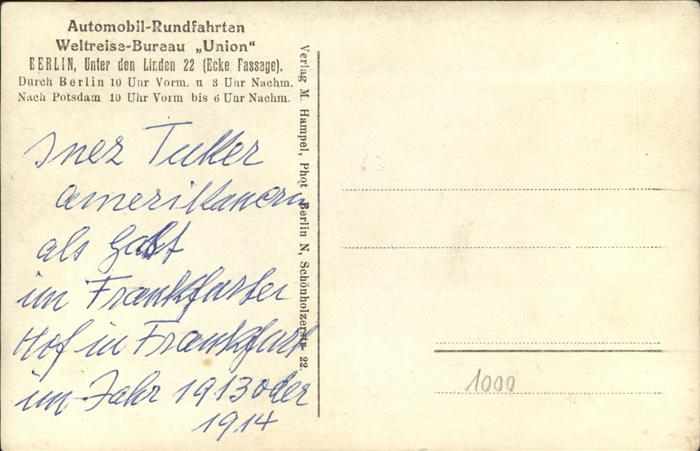 Automobil-Rundfahrten
Weltreise-Bureau „Union“
BERLIN, Unter den Linden 22 (Ecke Passage).
Durch Berlin 10 Uhr Vorm. u 3 Uhr Nachm.
Nach Potsdam 10 Uhr Vorm bis 6 Uhr Nachm.
Inez Tuller
Amerikanerin
als Gast
im Frankfurter
Hof in Frankfurt
im Jahr 1913 oder
1914
Verlag M. Hampel, Phot Berlin N, Schönholzerstr 22.
1000